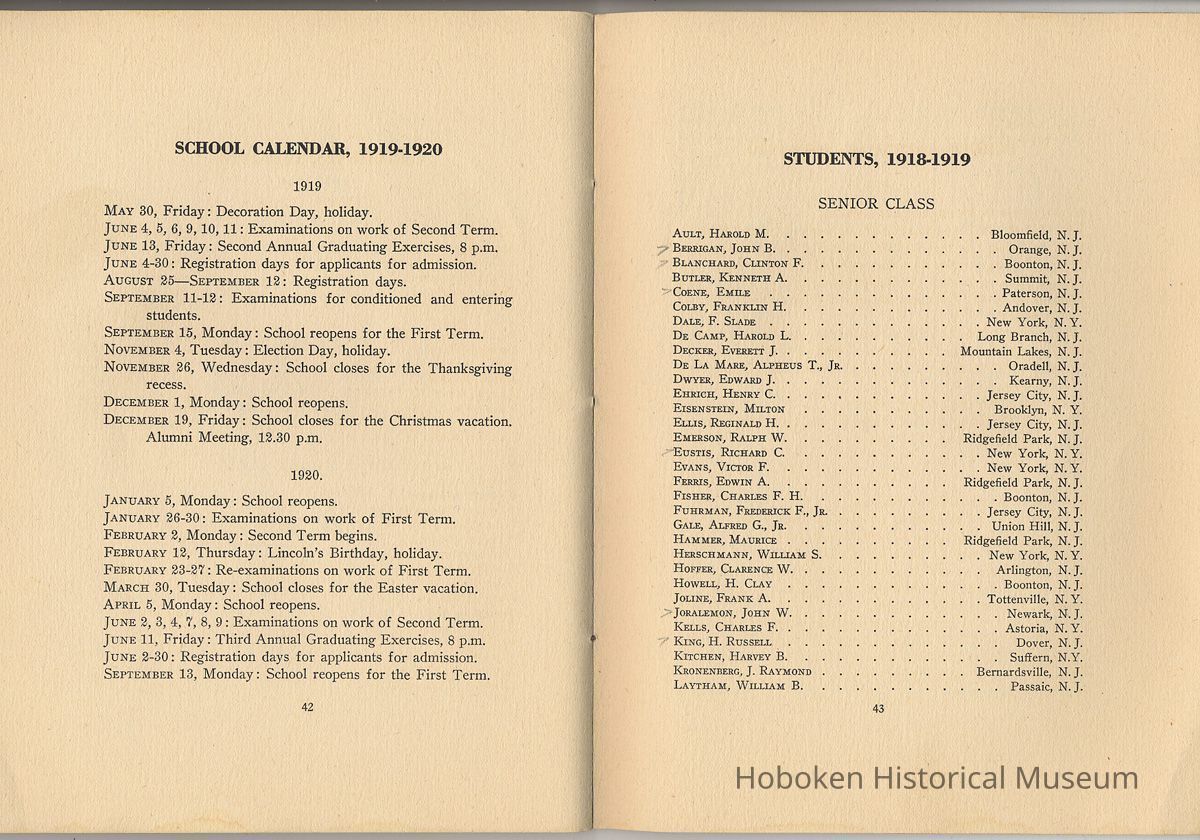 SCHOOL CALENDAR, 1919-1920
1919
MAY 30, Friday: Decoration Day, holiday.
JUNE 4, 5, 6, 9, 10, 11: Examinations on work of Second Term.
JUNE 13, Friday: Second Annual Graduating Exercises, 8 p.m.
JUNE 4-30: Registration days for applicants for admission.
AUGUST 25—SEPTEMBER 12: Registration days.
SEPTEMBER 11-12: Examinations for conditioned and entering
students.
SEPTEMBER 15, Monday: School reopens for the First Term.
NOVEMBER 4, Tuesday: Election Day, holiday.
NOVEMBER 26, Wednesday: School closes for the Thanksgiving
recess.
DECEMBER 1, Monday: School reopens.
DECEMBER 19, Friday: School closes for the Christmas vacation.
Alumni Meeting, 12.30 p.m.
1920.
JANUARY 5, Monday: School reopens.
JANUARY 26-30: Examinations on work of First Term.
FEBRUARY 2, Monday: Second Term begins.
FEBRUARY 12, Thursday: Lincoln's Birthday, holiday.
FEBRUARY 23-27: Re-examinations on work of First Term.
MARCH 30, Tuesday: School closes for the Easter vacation.
APRIL 5, Monday: School reopens.
JUNE 2, 3, 4, 7, 8, 9: Examinations on work of Second Term.
JUNE 11, Friday: Third Annual Graduating Exercises, 8 p.m.
JUNE 2-30: Registration days for applicants for admission.
SEPTEMBER 13, Monday: School reopens for the First Term.
42
STUDENTS, 1918-1919
SENIOR CLASS
AULT, HAROLD M. . . . . . . . . . . . . Bloomfield, N. J.
BERRIGAN, JOHN B. . . . . . . . . . . . . Orange, N. J.
BLANCHARD, CLINTON F. . . . . . . . . . . . Boonton, N. J.
BUTLER, KENNETH A. . . . . . . . . . . . . Summit, N. J.
COENE, EMILE . . . . . . . . . . . . . Paterson, N. J.
COLBY, FRANKLIN H. . . . . . . . . . . . . Andover, N. J.
DALE, F. SLADE . . . . . . . . . . . . . New York, N. Y.
DE CAMP, HAROLD L. . . . . . . . . . . . Long Branch, N. J.
DECKER, EVERETT J. . . . . . . . . . . Mountain Lakes, N. J.
DE LA MARE, ALPHEUS T., JR. . . . . . . . . . . Oradell, N. J.
DWYER, EDWARD J. . . . . . . . . . . . . . Kearny, N. J.
EHRICH, HENRY C. . . . . . . . . . . . . Jersey City, N. J.
EISENSTEIN, MILTON . . . . . . . . . . . . Brooklyn, N. Y.
ELLIS, REGINALD H. . . . . . . . . . . . . Jersey City, N. J.
EMERSON, RALPH W. . . . . . . . . . . Ridgefield Park, N. J.
EUSTIS, RICHARD C. . . . . . . . . . . . . New York, N. Y.
EVANS, VICTOR F. . . . . . . . . . . . . New York, N. Y.
FERRIS, EDWIN A. . . . . . . . . . . Ridgefield Park, N. J.
FISHER, CHARLES F. H. . . . . . . . . . . . Boonton, N. J.
FUHRMAN, FREDERICK F., JR. . . . . . . . . . Jersey City, N. J.
GALE, ALFRED G., JR. . . . . . . . . . . . Union Hill, N. J.
HAMMER, MAURICE . . . . . . . . . . Ridgefield Park, N. J.
HERSCHMANN, WILLIAM S. . . . . . . . . . . New York, N. Y.
HOFFER, CLARENCE W. . . . . . . . . . . . Arlington, N. J.
HOWELL, H. CLAY . . . . . . . . . . . . . Boonton, N. J.
JOLINE, FRANK A. . . . . . . . . . . . . Tottenville, N. Y.
JORALEMON, JOHN W. . . . . . . . . . . . . Newark, N. J.
KELLS, CHARLES F. . . . . . . . . . . . . . Astoria, N. Y.
KING, H. RUSSELL . . . . . . . . . . . . . Dover, N. J.
KITCHEN, HARVEY B. . . . . . . . . . . . . Suffern, N.Y.
KRONENBERG, J. RAYMOND . . . . . . . . . Bernardsville, N. J.
LAYTHAM, WILLIAM B. . . . . . . . . . . . Passaic, N. J.
43
Hoboken Historical Museum